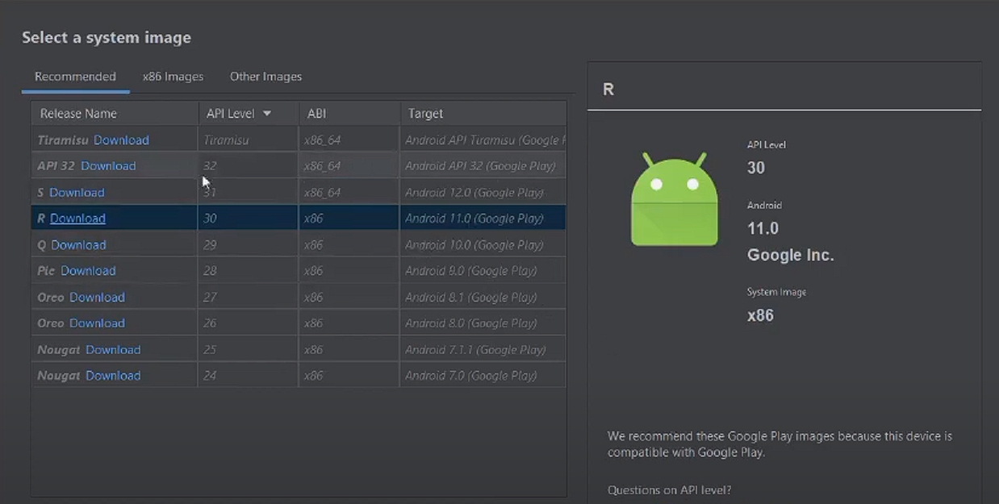 Select a system image
Recommended x86 Images Other Images
Release Name API Level ABI Target
Tiramisu Download Tiramisu x86_64 Android API Tiramisu (Google P
API 32 Download 32 x86_64 Android API 32 (Google Play)
S Download 31 x86_64 Android 12.0 (Google Play)
R Download 30 x86 Android 11.0 (Google Play)
Q Download 29 x86 Android 10.0 (Google Play)
Pie Download 28 x86 Android 9.0 (Google Play)
Oreo Download 27 x86 Android 8.1 (Google Play)
Oreo Download 26 x86 Android 8.0 (Google Play)
Nougat Download 25 x86 Android 7.1.1 (Google Play)
Nougat Download 24 x86 Android 7.0 (Google Play)
R
API Level
30
Android
11.0
Google Inc.
System Image
x86
We recommend these Google Play images because this device is
compatible with Google Play.
Questions on API level?